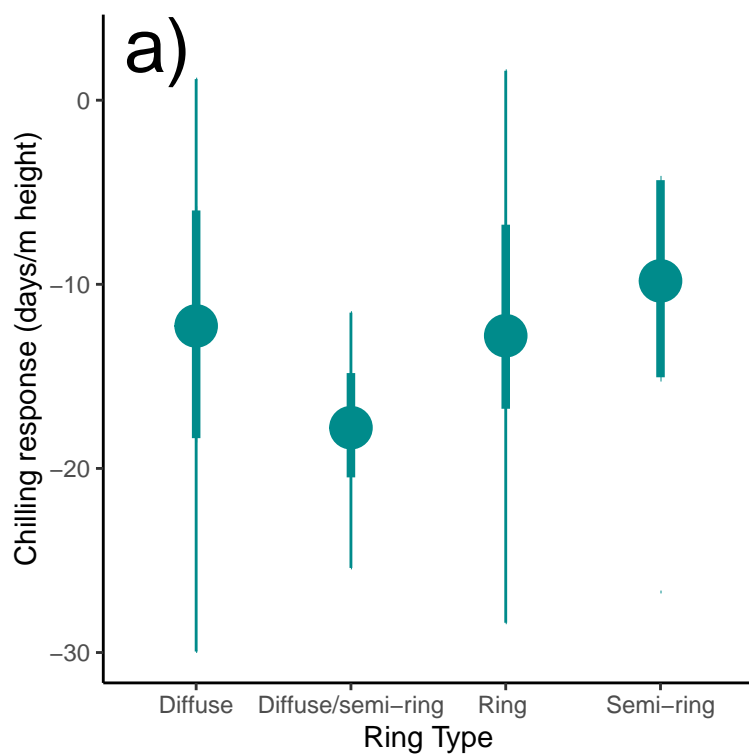 a)
Chilling response (days/m height)
0
−10
−20
−30
Diffuse Diffuse/semi−ring Ring Semi−ring
Ring Type